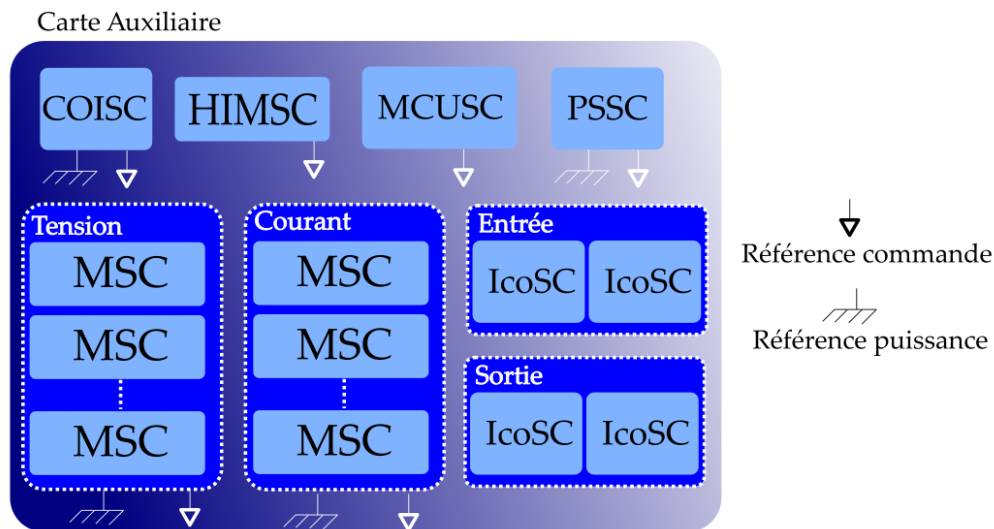 Carte Auxiliaire
COISC
HIMSC
MCUSC
PSSC
Tension
MSC
MSC
MSC
Courant
MSC
MSC
MSC
Entrée
IcoSC
IcoSC
Sortie
IcoSC
IcoSC
Référence commande
Référence puissance